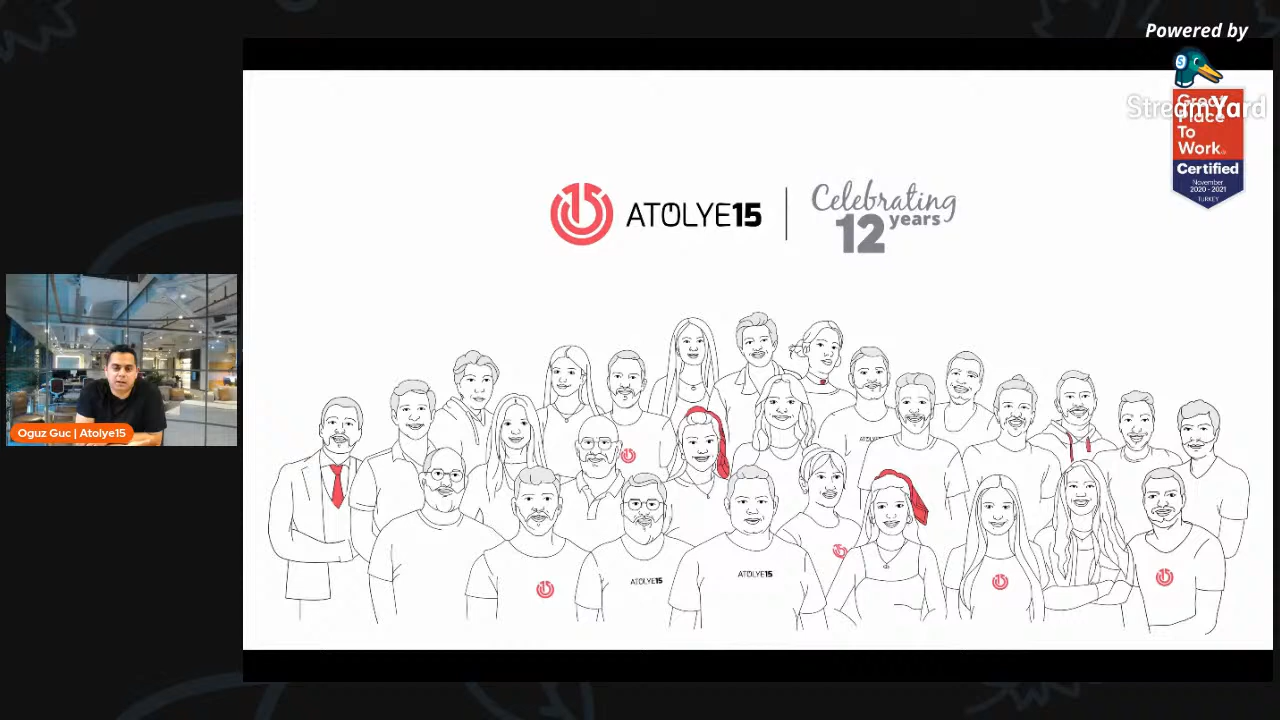 Powered by
StreamYard
Great
Place
To
Work.
Certified
November
2020 - 2021
TURKEY
ATOLYE15
Celebrating
12 years
Oguz Guc | Atolye15
ATOLYE15
ATOLYE15